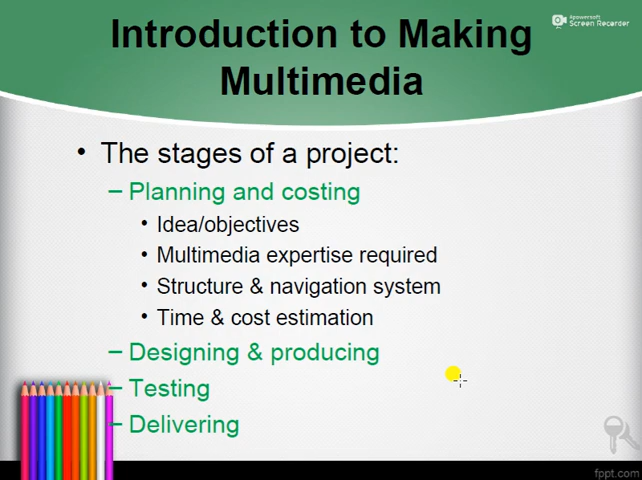 Apowersoft
Screen Recorder
Introduction to Making
Multimedia
• The stages of a project:
– Planning and costing
• Idea/objectives
• Multimedia expertise required
• Structure & navigation system
• Time & cost estimation
– Designing & producing
– Testing
– Delivering
fppt.com